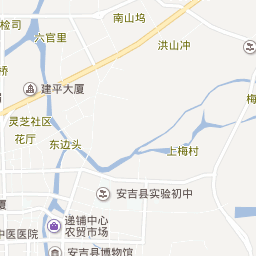 南山坞
检司
六官里
洪山冲
桥
建平大厦
梅
灵芝社区
花厅
东边头
上梅村
安吉县实验初中
厦
递铺中心
农贸市场
中医医院
安吉县博物馆